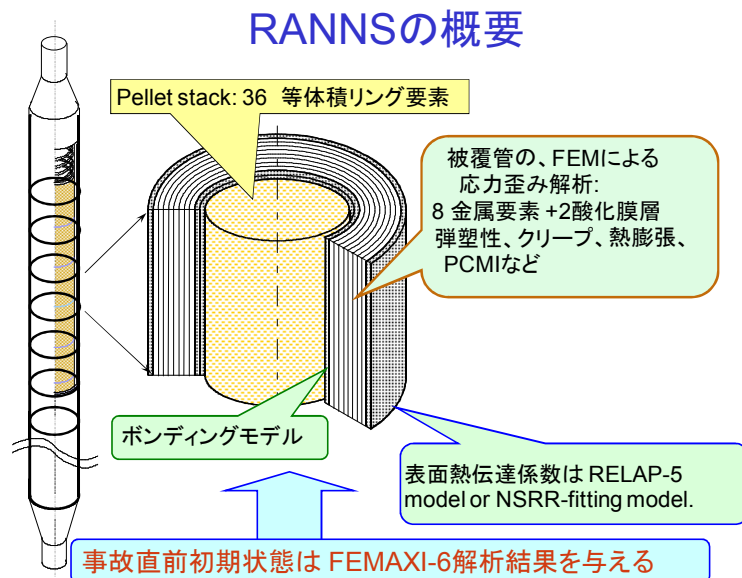 RANNSの概要
Pellet stack: 36 等体積リング要素
被覆管の、FEMによる
応力歪み解析:
8 金属要素 +2酸化膜層
弾塑性、クリープ、熱膨張、
PCMIなど
ボンディングモデル
表面熱伝達係数は RELAP-5
model or NSRR-fitting model.
事故直前初期状態は FEMAXI-6解析結果を与える